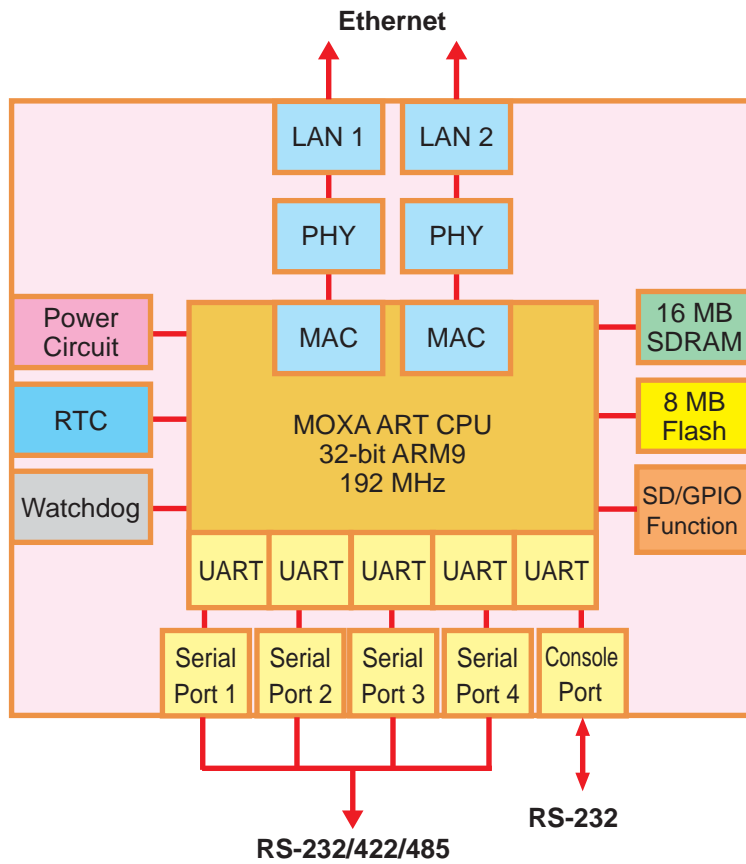 Ethernet
LAN 1
LAN 2
PHY
PHY
Power
Circuit
MAC
MAC
16 MB
SDRAM
RTC
MOXA ART CPU
32-bit ARM9
192 MHz
8 MB
Flash
Watchdog
SD/GPIO
Function
UART
UART
UART
UART
UART
Serial
Port 1
Serial
Port 2
Serial
Port 3
Serial
Port 4
Console
Port
RS-232
RS-232/422/485